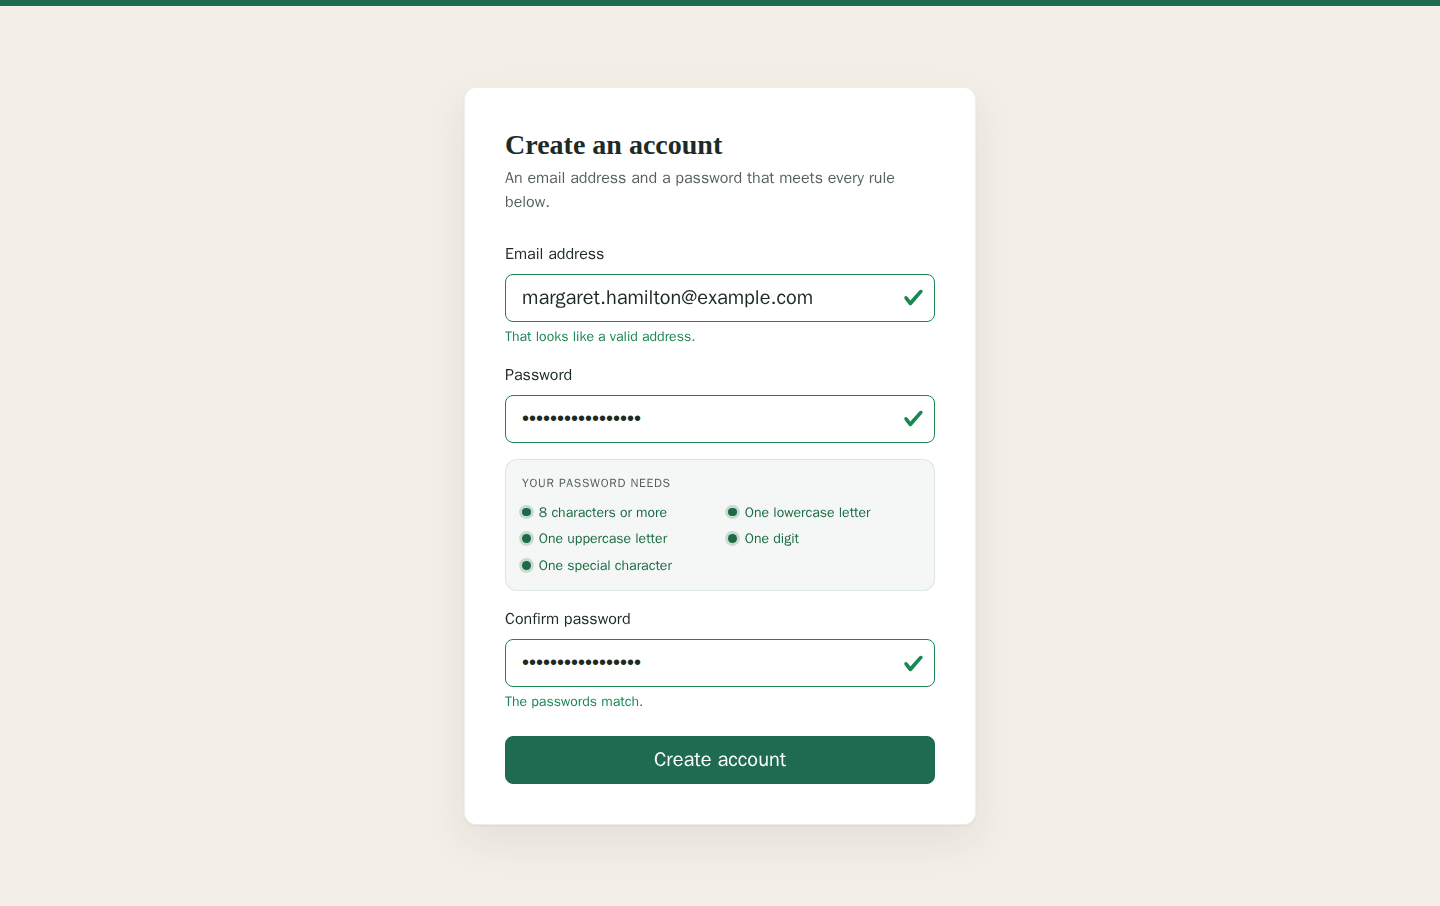 Create an account
An email address and a password that meets every rule
below.
Email address
margaret.hamilton@example.com
That looks like a valid address.
Password
•••••••••••••••••
YOUR PASSWORD NEEDS
8 characters or more
One lowercase letter
One uppercase letter
One digit
One special character
Confirm password
•••••••••••••••••
The passwords match.
Create account